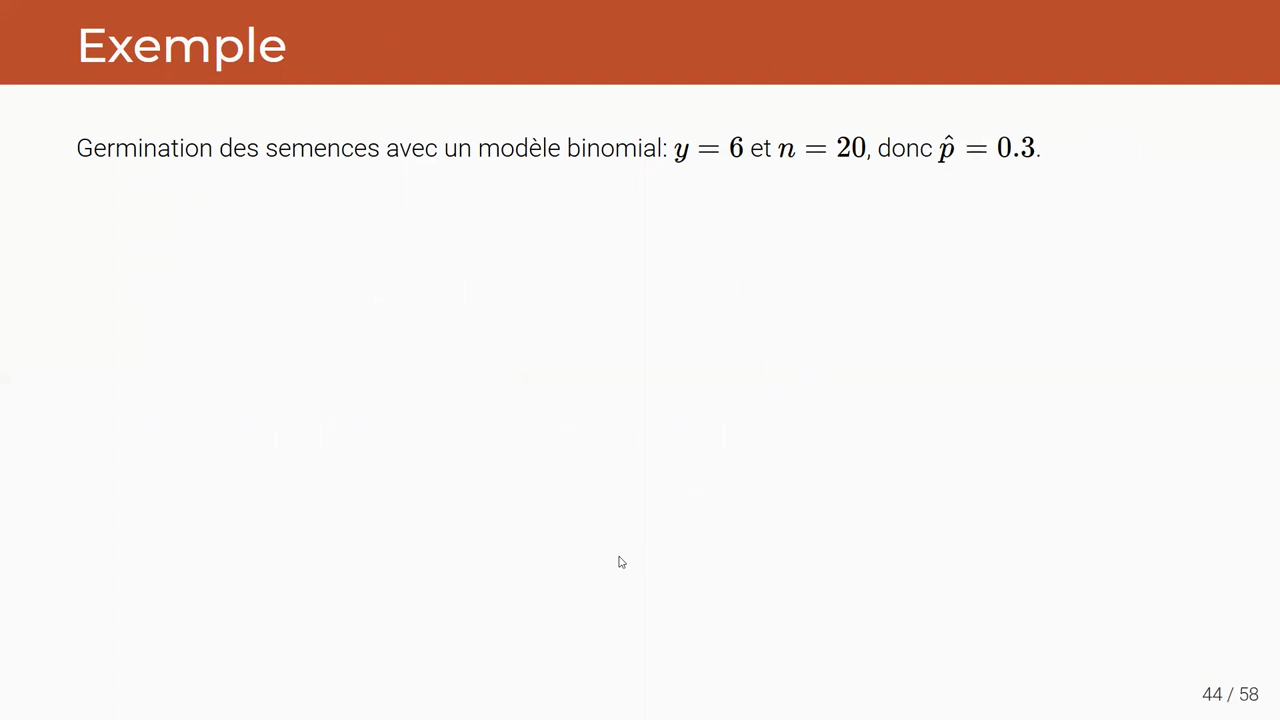 Exemple
Germination des semences avec un modèle binomial: y = 6 et n = 20, donc p̂ = 0.3.
44 / 58